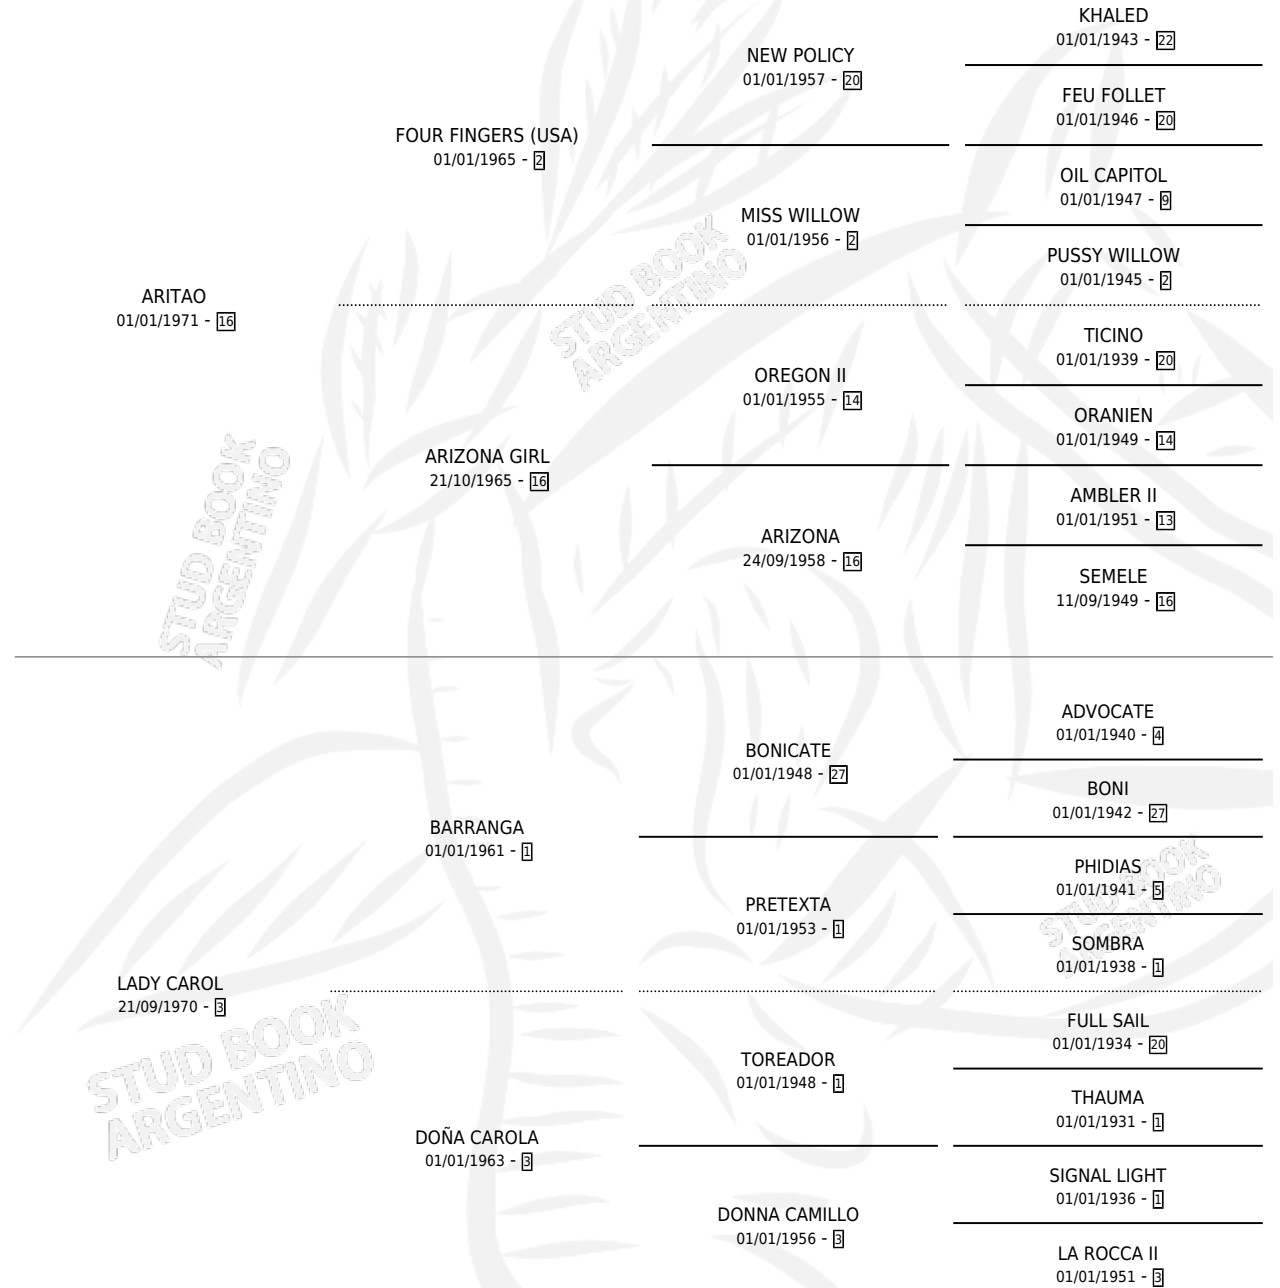 KHALED
01/01/1943 - 22
NEW POLICY
01/01/1957 - 20
FEU FOLLET
01/01/1946 - 20
FOUR FINGERS (USA)
01/01/1965 - 2
OIL CAPITOL
01/01/1947 - 9
MISS WILLOW
01/01/1956 - 2
PUSSY WILLOW
01/01/1945 - 2
ARITAO
01/01/1971 - 16
STUD BOOK
ARGENTINO
TICINO
01/01/1939 - 20
OREGON II
01/01/1955 - 14
ORANIEN
01/01/1949 - 14
ARIZONA GIRL
21/10/1965 - 16
AMBLER II
01/01/1951 - 13
ARIZONA
24/09/1958 - 16
SEMELE
11/09/1949 - 16
STUD BOOK
ARGENTINO
ADVOCATE
01/01/1940 - 4
BONICATE
01/01/1948 - 27
BONI
01/01/1942 - 27
BARRANGA
01/01/1961 - 1
PHIDIAS
01/01/1941 - 5
PRETEXTA
01/01/1953 - 1
SOMBRA
01/01/1938 - 1
STUD BOOK
ARGENTINO
LADY CAROL
21/09/1970 - 3
FULL SAIL
01/01/1934 - 20
TOREADOR
01/01/1948 - 1
THAUMA
01/01/1931 - 1
STUD BOOK
ARGENTINO
DOÑA CAROLA
01/01/1963 - 3
SIGNAL LIGHT
01/01/1936 - 1
DONNA CAMILLO
01/01/1956 - 3
LA ROCCA II
01/01/1951 - 3